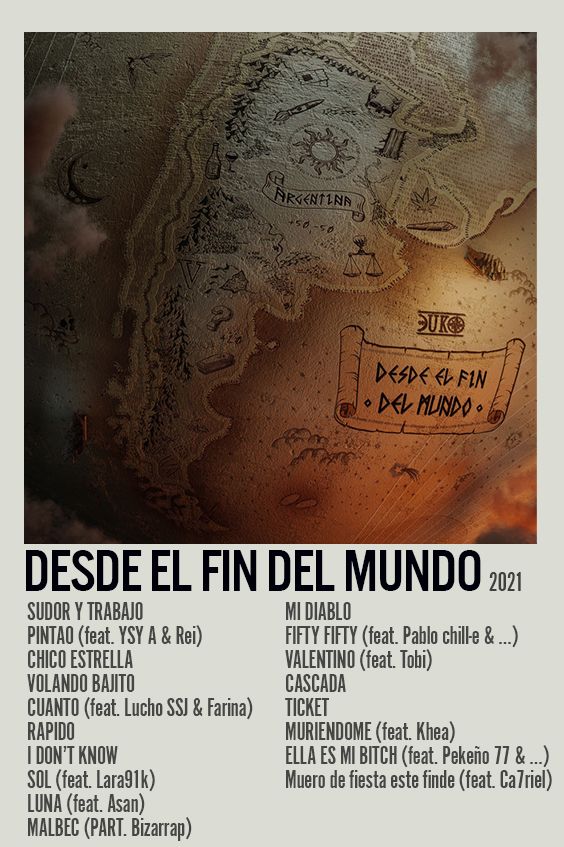 ARGENTINA
+50,-50
V
DUKO
DESDE EL FIN
DEL MUNDO
DESDE EL FIN DEL MUNDO 2021
SUDOR Y TRABAJO
PINTAO (feat. YSY A & Rei)
CHICO ESTRELLA
VOLANDO BAJITO
CUANTO (feat. Lucho SSJ & Farina)
RAPIDO
I DON'T KNOW
SOL (feat. Lara91k)
LUNA (feat. Asan)
MALBEC (PART. Bizarrap)
MI DIABLO
FIFTY FIFTY (feat. Pablo chill-e & ...)
VALENTINO (feat. Tobi)
CASCADA
TICKET
MURIENDOME (feat. Khea)
ELLA ES MI BITCH (feat. Pekeño 77 & ...)
Muero de fiesta este finde (feat. Ca7riel)